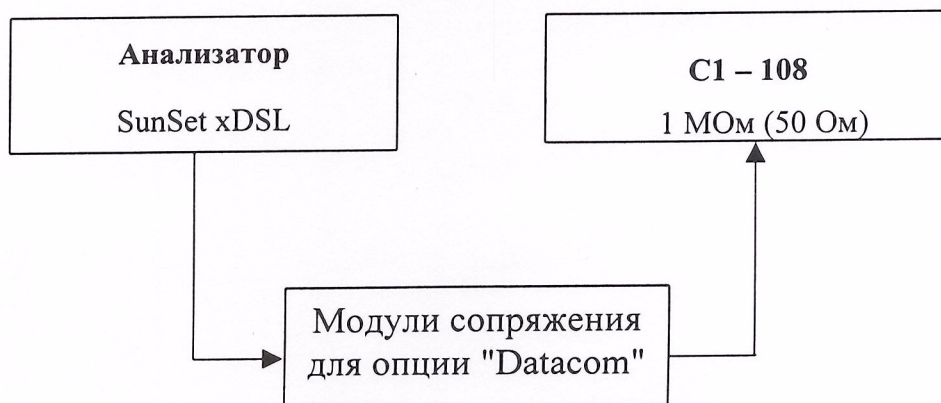 Анализатор
SunSet xDSL
С1 – 108
1 МОм (50 Ом)
Модули сопряжения
для опции "Datacom"